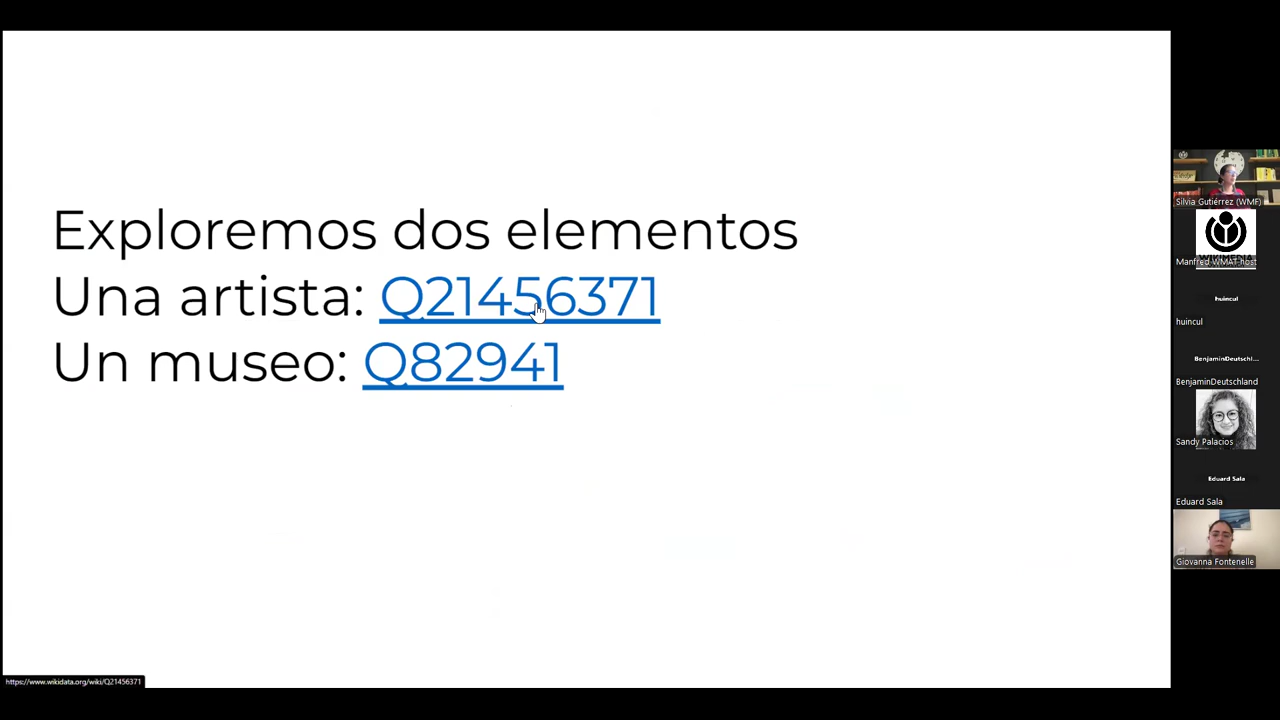 Exploremos dos elementos
Una artista: Q21456371
Un museo: Q82941
https://www.wikidata.org/wiki/Q21456371
Silvia Gutiérrez (WMF)
Manfred WMAT-host
huincul
huincul
BenjaminDeutschl...
BenjaminDeutschland
Sandy Palacios
Eduard Sala
Eduard Sala
Giovanna Fontenelle